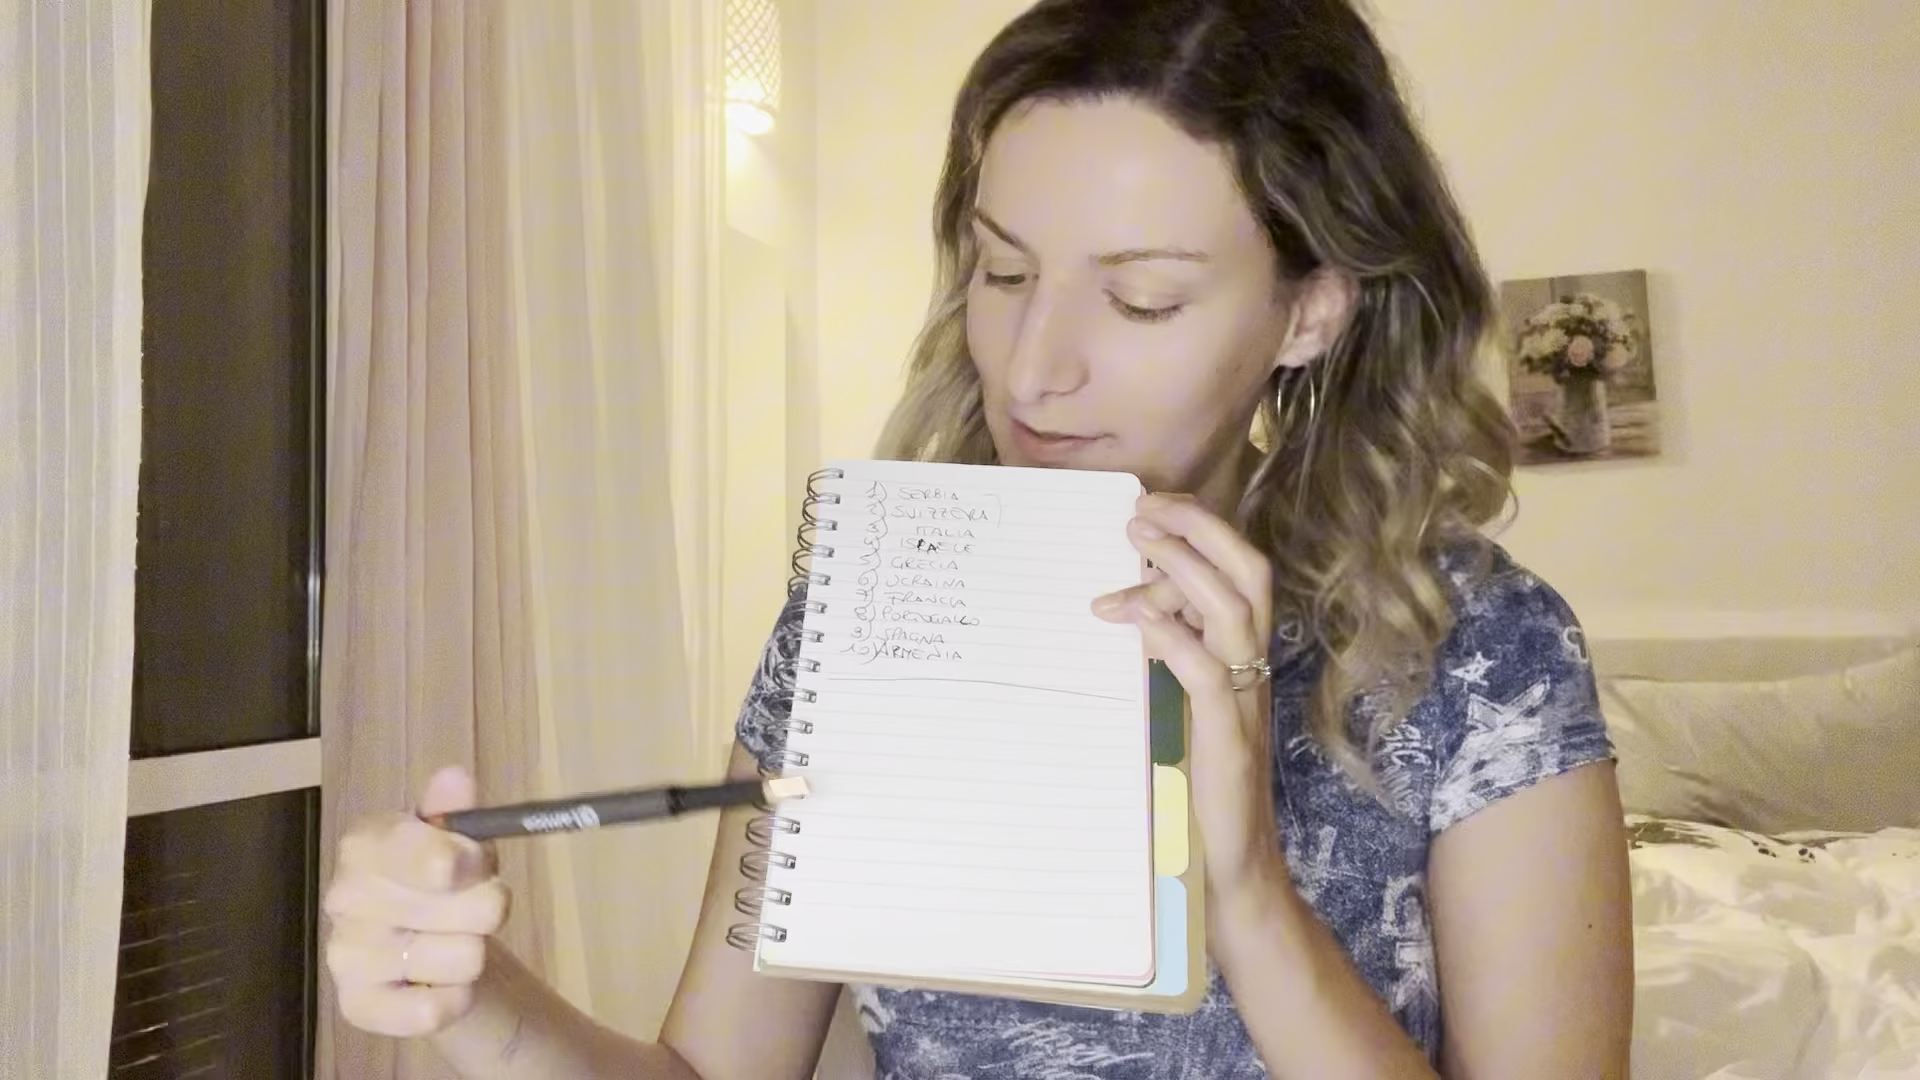 1) SERBIA
2) SVIZZERA
3) ITALIA
4) ISRAELE
5) GRECIA
6) UCRAINA
7) FRANCIA
8) PORTOGALLO
9) SPAGNA
10) ARMENIA